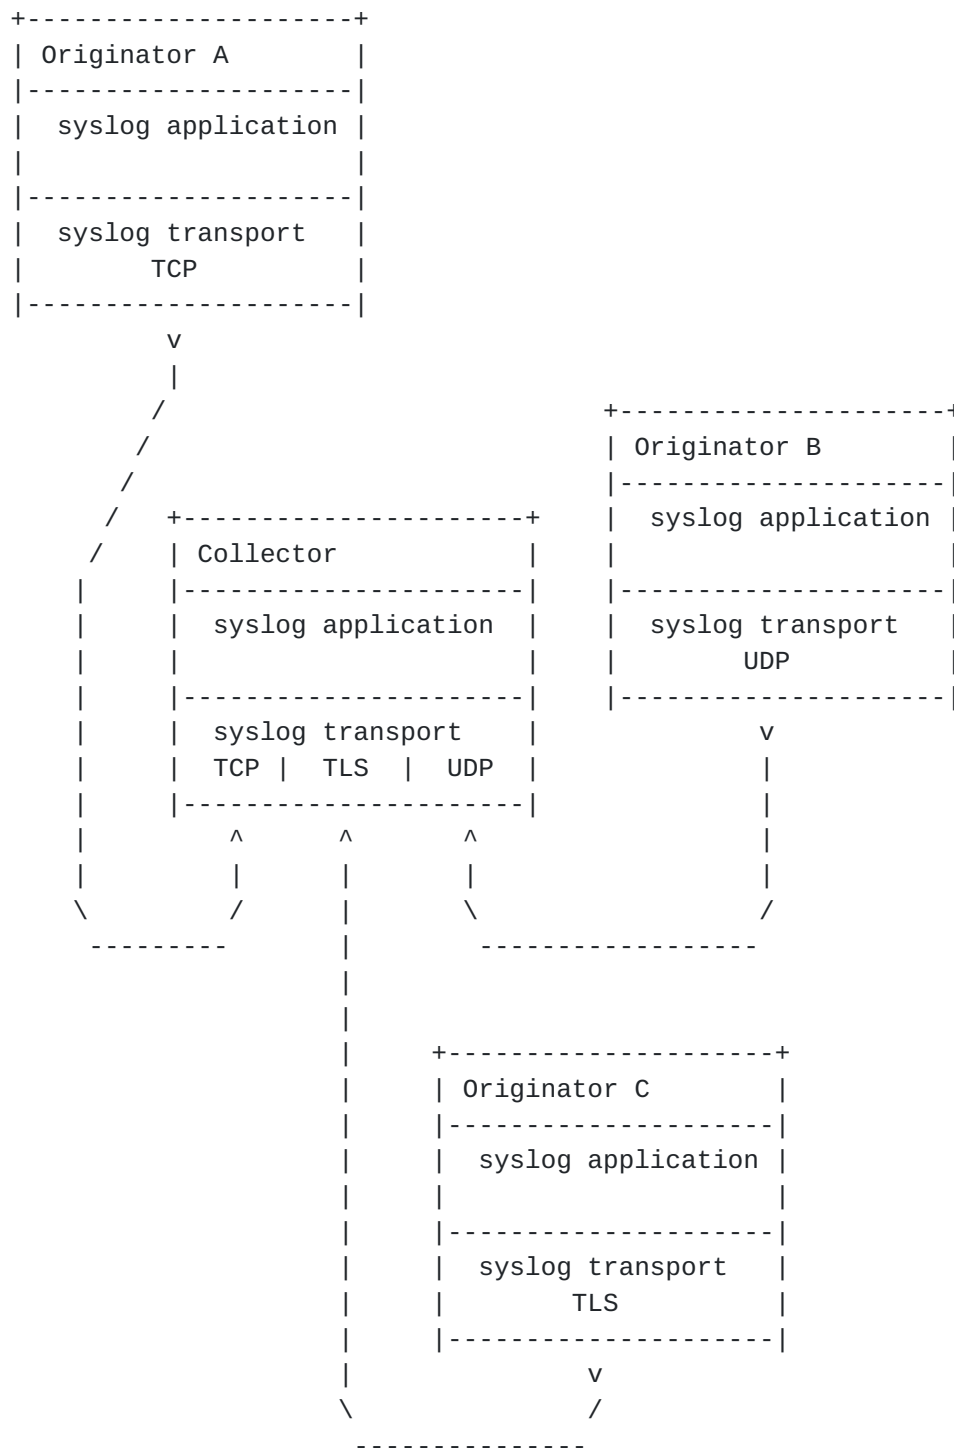 Originator A
syslog application
syslog transport
TCP
Originator B
syslog application
syslog transport
UDP
Collector
syslog application
syslog transport
TCP | TLS | UDP
Originator C
syslog application
syslog transport
TLS